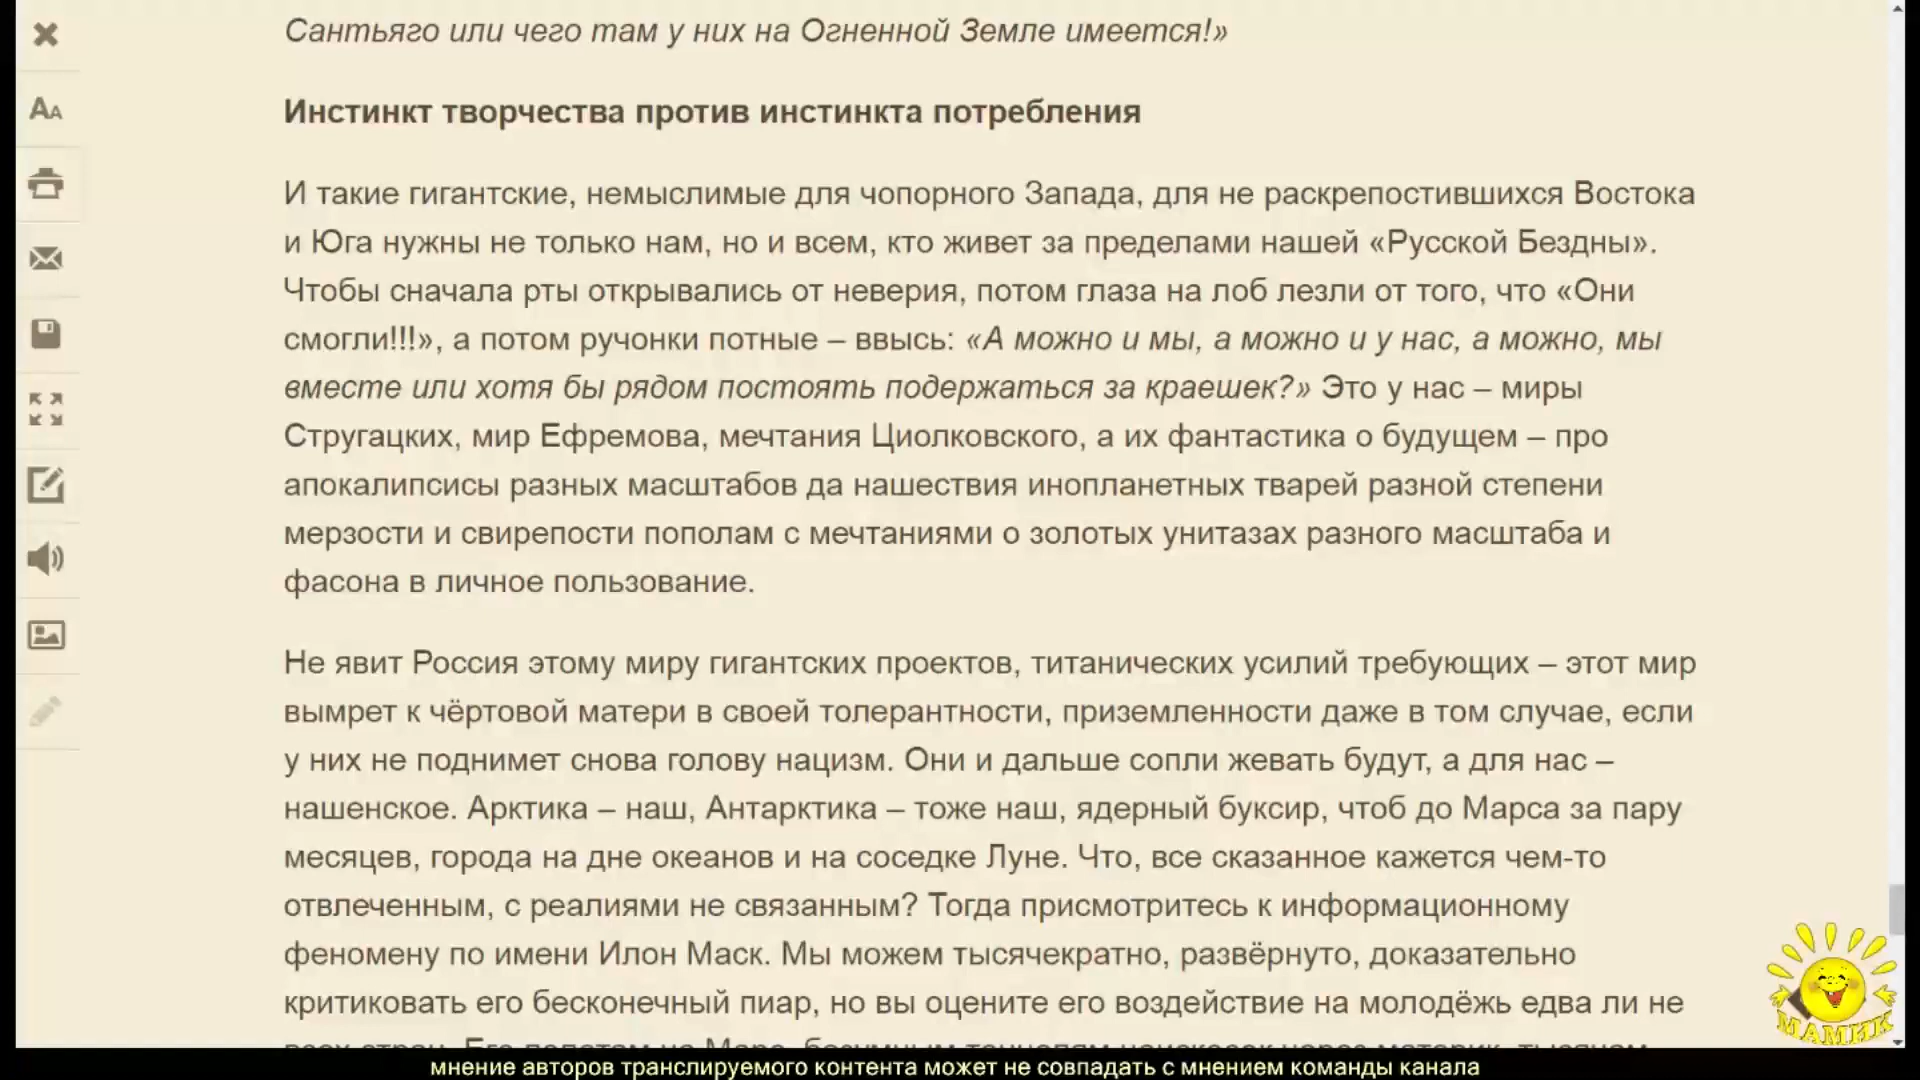 Сантьяго или чего там у них на Огненной Земле имеется!»
Инстинкт творчества против инстинкта потребления
И такие гигантские, немыслимые для чопорного Запада, для не раскрепостившихся Востока
и Юга нужны не только нам, но и всем, кто живет за пределами нашей «Русской Бездны».
Чтобы сначала рты открывались от неверия, потом глаза на лоб лезли от того, что «Они
смогли!!!», а потом ручонки потные – ввысь: «А можно и мы, а можно и у нас, а можно, мы
вместе или хотя бы рядом постоять подержаться за краешек?» Это у нас – миры
Стругацких, мир Ефремова, мечтания Циолковского, а их фантастика о будущем – про
апокалипсисы разных масштабов да нашествия инопланетных тварей разной степени
мерзости и свирепости пополам с мечтаниями о золотых унитазах разного масштаба и
фасона в личное пользование.
Не явит Россия этому миру гигантских проектов, титанических усилий требующих – этот мир
вымрет к чёртовой матери в своей толерантности, приземленности даже в том случае, если
у них не поднимет снова голову нацизм. Они и дальше сопли жевать будут, а для нас –
нашенское. Арктика – наш, Антарктика – тоже наш, ядерный буксир, чтоб до Марса за пару
месяцев, города на дне океанов и на соседке Луне. Что, все сказанное кажется чем-то
отвлеченным, с реалиями не связанным? Тогда присмотритесь к информационному
феномену по имени Илон Маск. Мы можем тысячекратно, развёрнуто, доказательно
критиковать его бесконечный пиар, но вы оцените его воздействие на молодёжь едва ли не
МАМИК
мнение авторов транслируемого контента может не совпадать с мнением команды канала